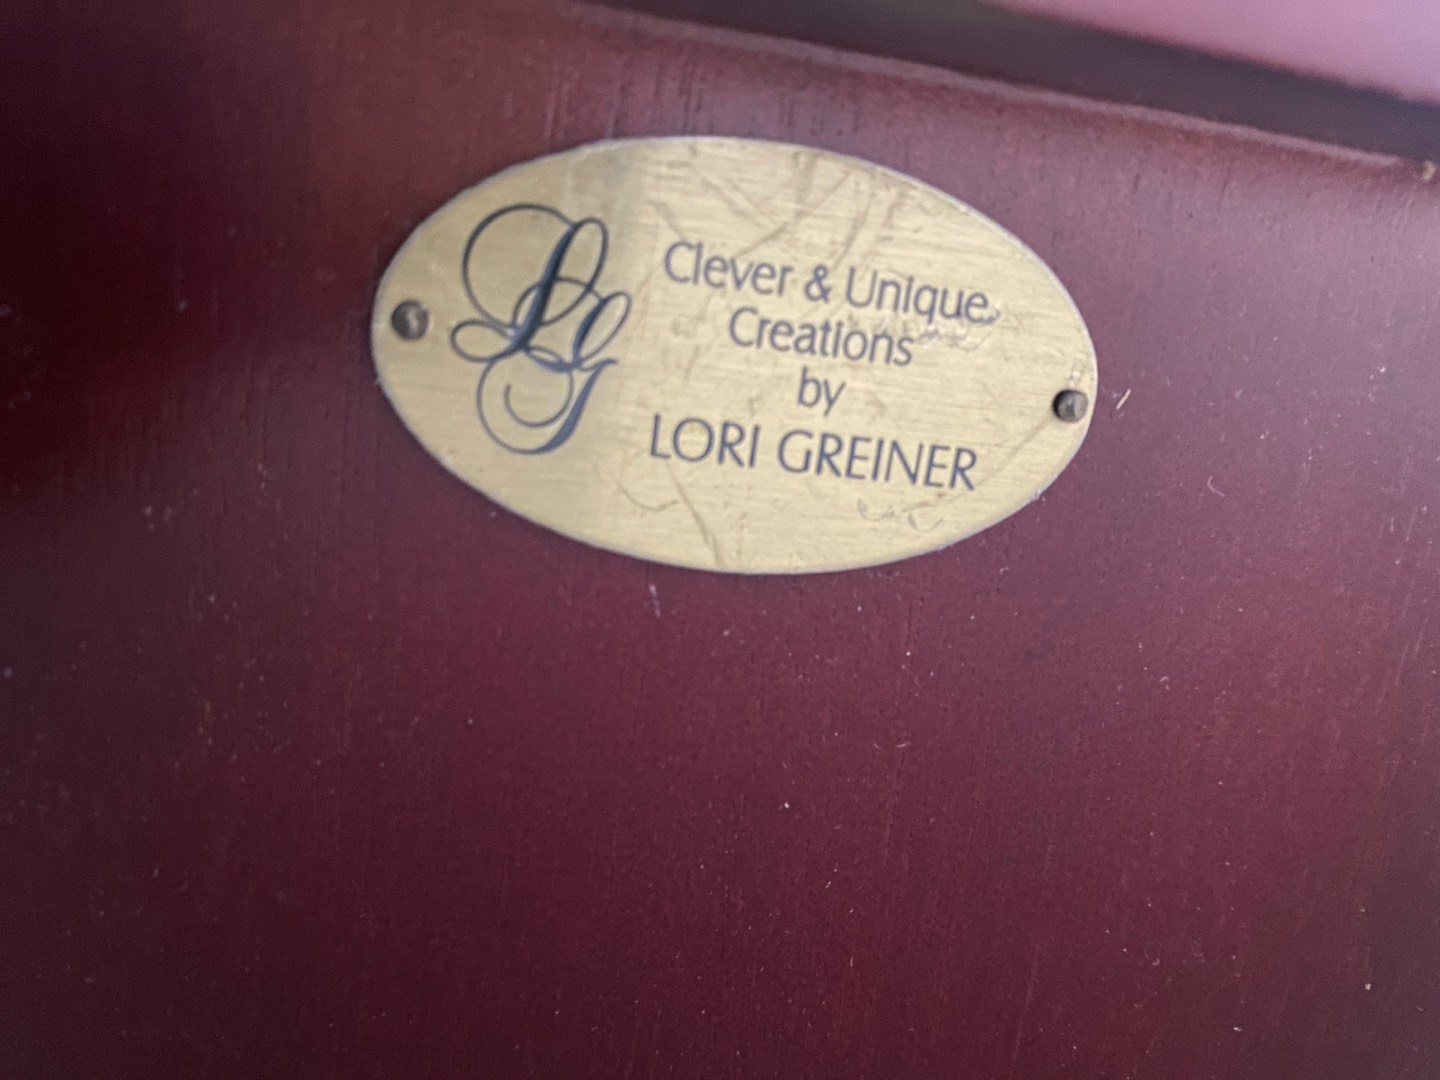 LG
Clever & Unique
Creations
by
LORI GREINER